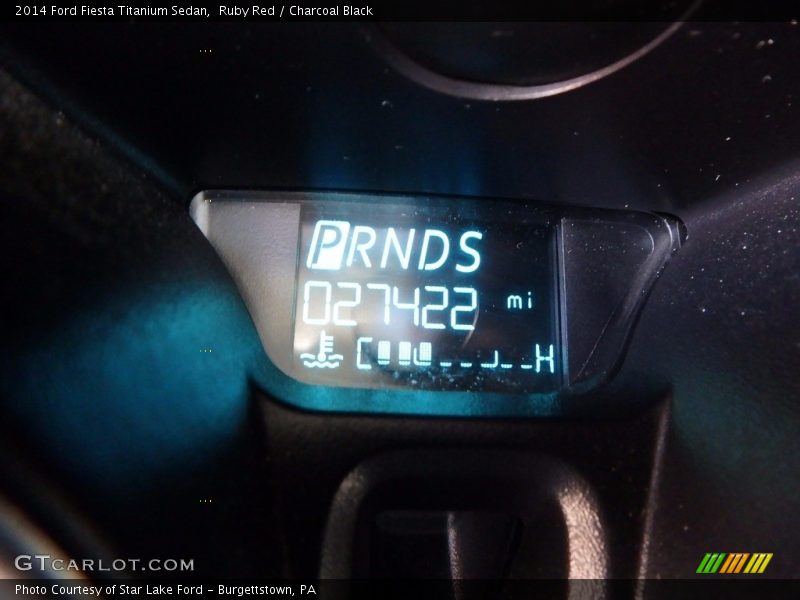 2014 Ford Fiesta Titanium Sedan,  Ruby Red / Charcoal Black
PRNDS
027422 mi
C H
GTCARLOT.COM
Photo Courtesy of Star Lake Ford - Burgettstown, PA